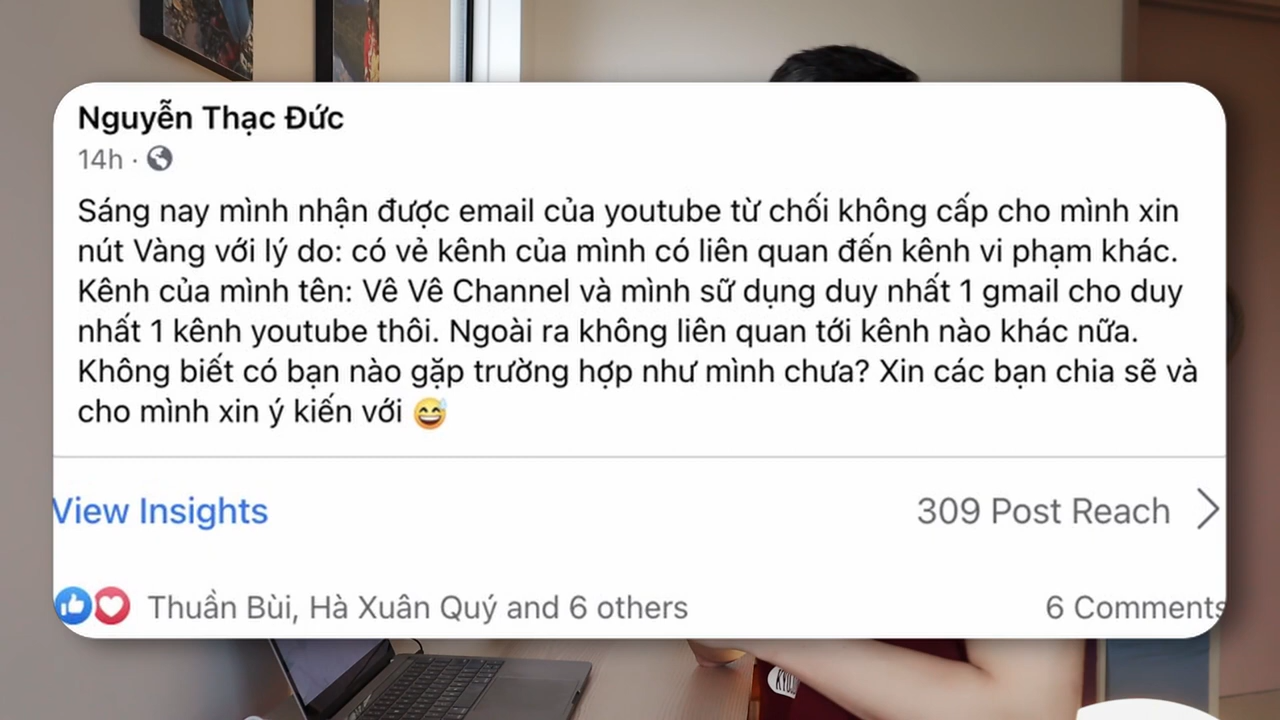 Nguyễn Thạc Đức
14h ·
Sáng nay mình nhận được email của youtube từ chối không cấp cho mình xin
nút Vàng với lý do: có vẻ kênh của mình có liên quan đến kênh vi phạm khác.
Kênh của mình tên: Vê Vê Channel và mình sữ dụng duy nhất 1 gmail cho duy
nhất 1 kênh youtube thôi. Ngoài ra không liên quan tới kênh nào khác nữa.
Không biết có bạn nào gặp trường hợp như mình chưa? Xin các bạn chia sẽ và
cho mình xin ý kiến với 😅
View Insights
309 Post Reach
Thuần Bùi, Hà Xuân Quý and 6 others
6 Comments